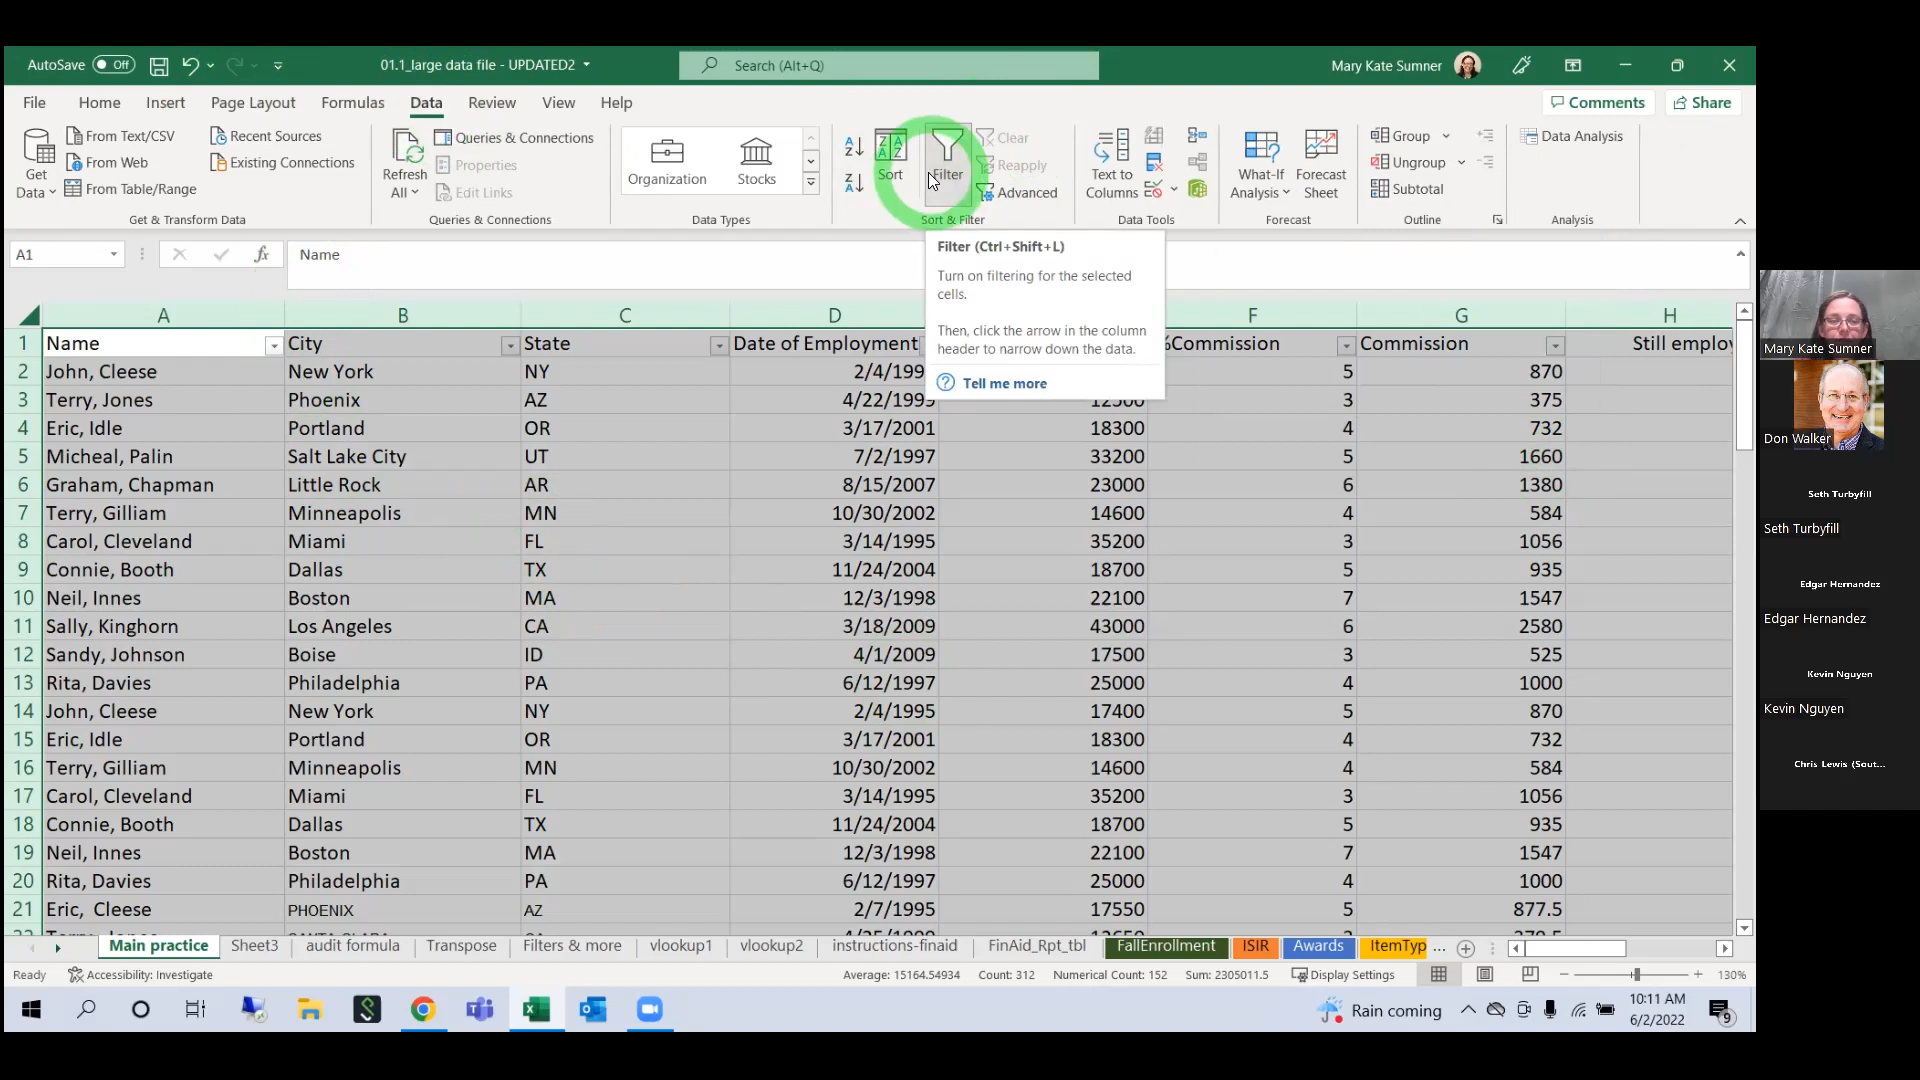 AutoSave Off
01.1_large data file - UPDATED2
Search (Alt+Q)
Mary Kate Sumner
File Home Insert Page Layout Formulas Data Review View Help
Comments Share
Get Data
From Text/CSV
From Web
From Table/Range
Recent Sources
Existing Connections
Get & Transform Data
Refresh All
Queries & Connections
Properties
Edit Links
Queries & Connections
Organization Stocks
Data Types
Sort
Filter
Clear
Reapply
Advanced
Sort & Filter
Text to Columns
Data Tools
What-If Analysis
Forecast Sheet
Forecast
Group
Ungroup
Subtotal
Outline
Data Analysis
Analysis
A1 fx Name
Filter (Ctrl+Shift+L)
Turn on filtering for the selected
cells.
Then, click the arrow in the column
header to narrow down the data.
Tell me more
A B C D F G H
1 Name City State Date of Employment %Commission Commission Still employ
2 John, Cleese New York NY 2/4/199 5 870
3 Terry, Jones Phoenix AZ 4/22/1999 12500 3 375
4 Eric, Idle Portland OR 3/17/2001 18300 4 732
5 Micheal, Palin Salt Lake City UT 7/2/1997 33200 5 1660
6 Graham, Chapman Little Rock AR 8/15/2007 23000 6 1380
7 Terry, Gilliam Minneapolis MN 10/30/2002 14600 4 584
8 Carol, Cleveland Miami FL 3/14/1995 35200 3 1056
9 Connie, Booth Dallas TX 11/24/2004 18700 5 935
10 Neil, Innes Boston MA 12/3/1998 22100 7 1547
11 Sally, Kinghorn Los Angeles CA 3/18/2009 43000 6 2580
12 Sandy, Johnson Boise ID 4/1/2009 17500 3 525
13 Rita, Davies Philadelphia PA 6/12/1997 25000 4 1000
14 John, Cleese New York NY 2/4/1995 17400 5 870
15 Eric, Idle Portland OR 3/17/2001 18300 4 732
16 Terry, Gilliam Minneapolis MN 10/30/2002 14600 4 584
17 Carol, Cleveland Miami FL 3/14/1995 35200 3 1056
18 Connie, Booth Dallas TX 11/24/2004 18700 5 935
19 Neil, Innes Boston MA 12/3/1998 22100 7 1547
20 Rita, Davies Philadelphia PA 6/12/1997 25000 4 1000
21 Eric,  Cleese PHOENIX AZ 2/7/1995 17550 5 877.5
Main practice Sheet3 audit formula Transpose Filters & more vlookup1 vlookup2 instructions-finaid FinAid_Rpt_tbl FallEnrollment ISIR Awards ItemTyp ...
Ready Accessibility: Investigate Average: 15164.54934 Count: 312 Numerical Count: 152 Sum: 2305011.5 Display Settings 130%
Rain coming
10:11 AM
6/2/2022
9
Mary Kate Sumner
Don Walker
Seth Turbyfill
Seth Turbyfill
Edgar Hernandez
Edgar Hernandez
Kevin Nguyen
Kevin Nguyen
Chris Lewis (Sout...